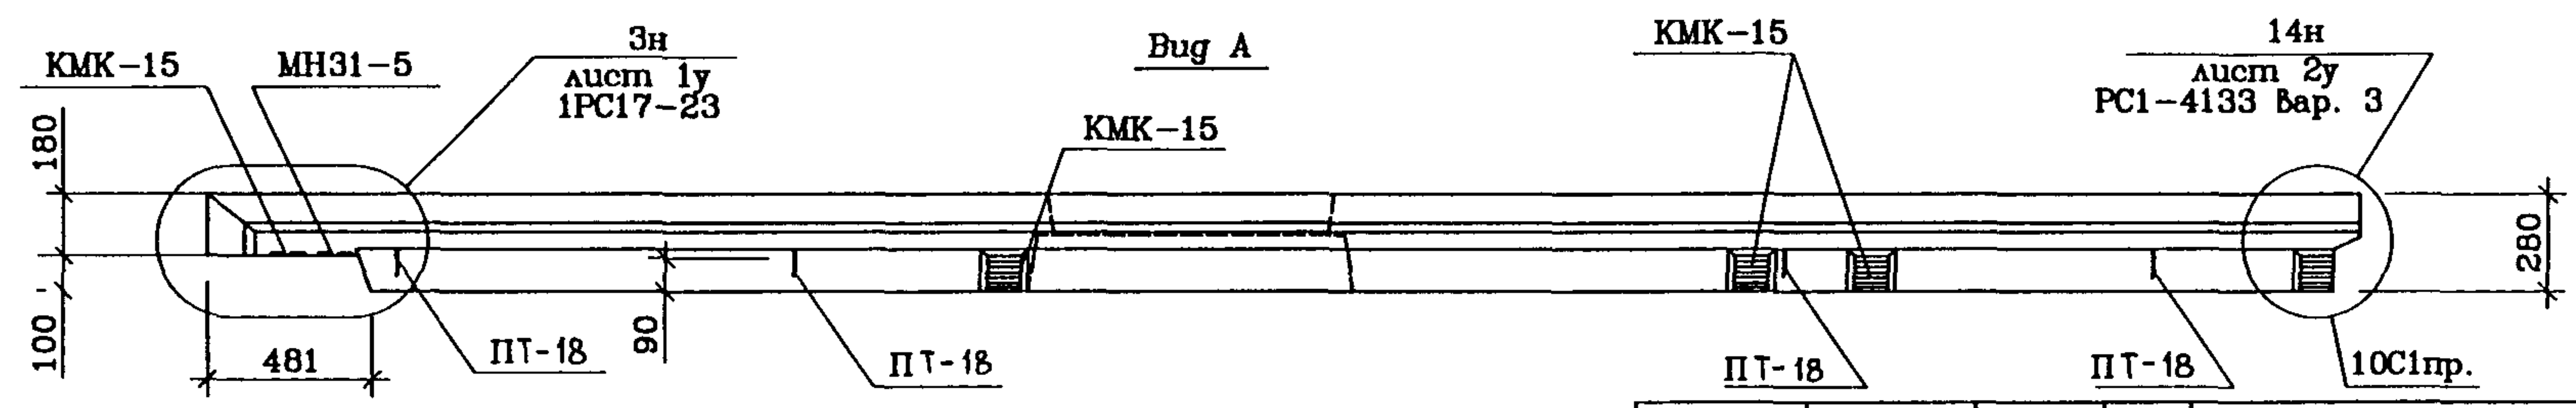 КМК-15
МН31-5
3н
лист 1у
1РС17-23
Вид А
КМК-15
КМК-15
14н
лист 2у
РС1-4133 Вар. 3
180
100
481
ПТ-18
90
ПТ-18
ПТ-18
ПТ-18
10С1пр.
280